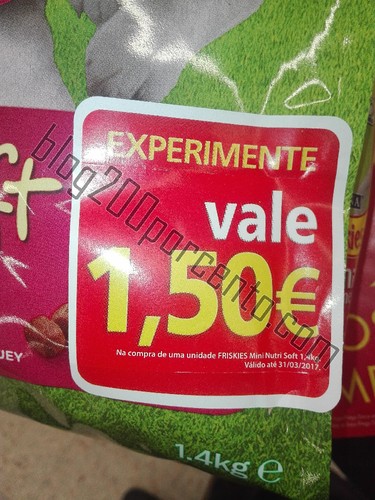 EXPERIMENTE
vale
1,50€
Na compra de uma unidade FRISKIES Mini Nutri Soft 1,4kg.
Válido até 31/03/2017.
JEY
1.4kg e
blog200porcento.com